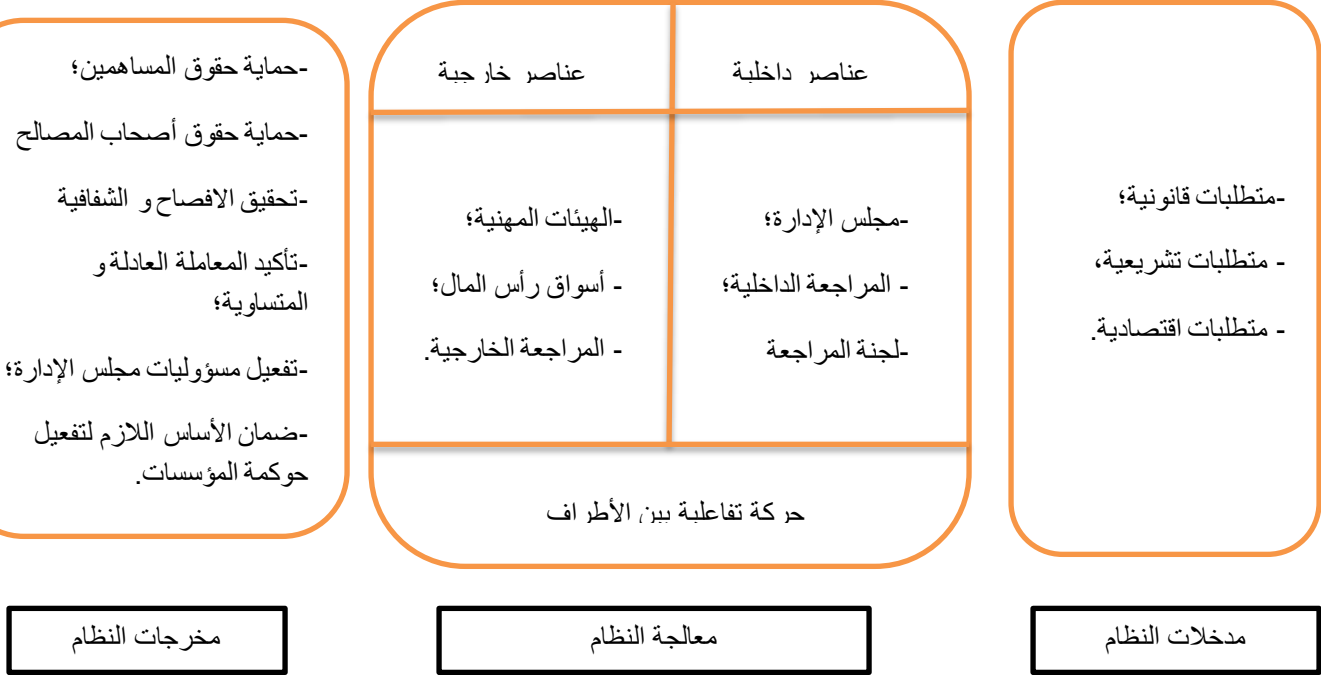 -متطلبات قانونية؛
- متطلبات تشريعية،
- متطلبات اقتصادية.
مدخلات النظام
عناصر داخلية
-مجلس الإدارة؛
- المراجعة الداخلية؛
-لجنة المراجعة
عناصر خارجية
-الهيئات المهنية؛
- أسواق رأس المال؛
- المراجعة الخارجية.
حركة تفاعلية بين الأطراف
معالجة النظام
-حماية حقوق المساهمين؛
-حماية حقوق أصحاب المصالح
-تحقيق الافصاح و الشفافية
-تأكيد المعاملة العادلة و
المتساوية؛
-تفعيل مسؤوليات مجلس الإدارة؛
-ضمان الأساس اللازم لتفعيل
حوكمة المؤسسات.
مخرجات النظام